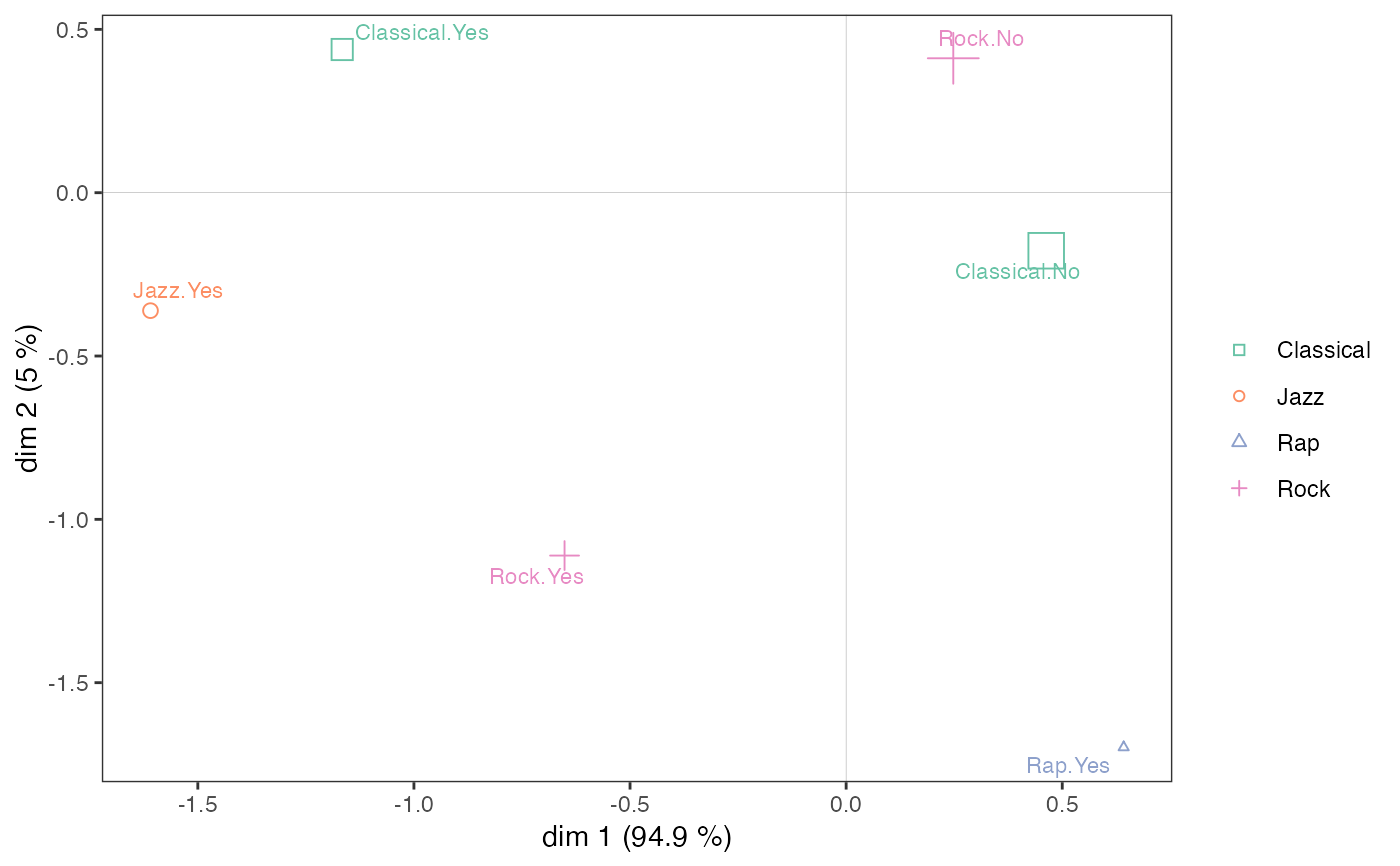 0.5
0.0
-0.5
-1.0
-1.5
dim 2 (5 %)
Classical.Yes
Rock.No
Classical.No
Jazz.Yes
Rock.Yes
Rap.Yes
-1.5
-1.0
-0.5
0.0
0.5
dim 1 (94.9 %)
Classical
Jazz
Rap
Rock